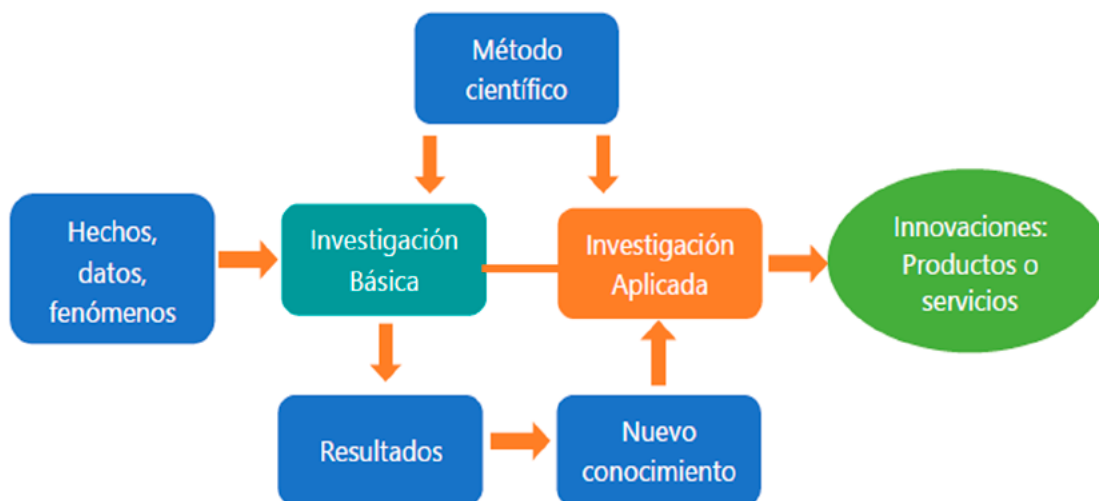 Método
científico
Hechos,
datos,
fenómenos
Investigación
Básica
Investigación
Aplicada
Innovaciones:
Productos o
servicios
Resultados
Nuevo
conocimiento